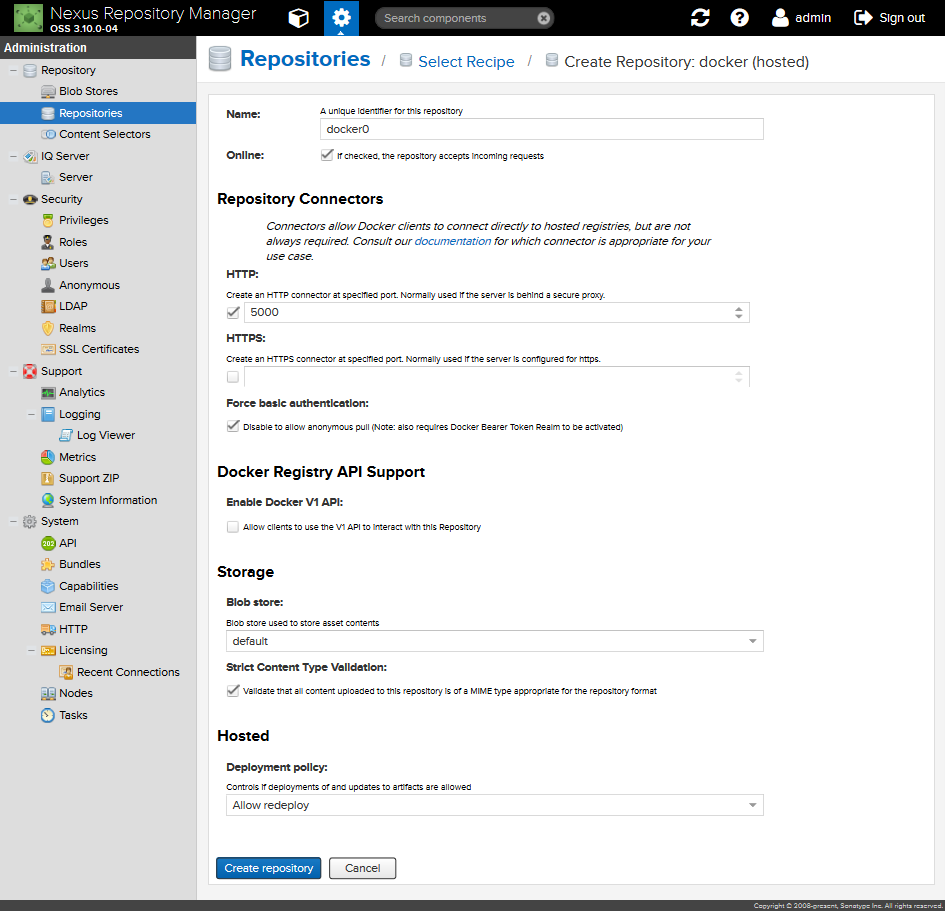 Nexus Repository Manager
OSS 3.10.0-04
Search components
admin
Sign out
Administration
Repository
Blob Stores
Repositories
Content Selectors
IQ Server
Server
Security
Privileges
Roles
Users
Anonymous
LDAP
Realms
SSL Certificates
Support
Analytics
Logging
Log Viewer
Metrics
Support ZIP
System Information
System
API
Bundles
Capabilities
Email Server
HTTP
Licensing
Recent Connections
Nodes
Tasks
Repositories / Select Recipe / Create Repository: docker (hosted)
Name:
A unique identifier for this repository
docker0
Online:
If checked, the repository accepts incoming requests
Repository Connectors
Connectors allow Docker clients to connect directly to hosted registries, but are not
always required. Consult our documentation for which connector is appropriate for your
use case.
HTTP:
Create an HTTP connector at specified port. Normally used if the server is behind a secure proxy.
5000
HTTPS:
Create an HTTPS connector at specified port. Normally used if the server is configured for https.
Force basic authentication:
Disable to allow anonymous pull (Note: also requires Docker Bearer Token Realm to be activated)
Docker Registry API Support
Enable Docker V1 API:
Allow clients to use the V1 API to interact with this Repository
Storage
Blob store:
Blob store used to store asset contents
default
Strict Content Type Validation:
Validate that all content uploaded to this repository is of a MIME type appropriate for the repository format
Hosted
Deployment policy:
Controls if deployments of and updates to artifacts are allowed
Allow redeploy
Create repository
Cancel
Copyright © 2008-present, Sonatype Inc. All rights reserved.